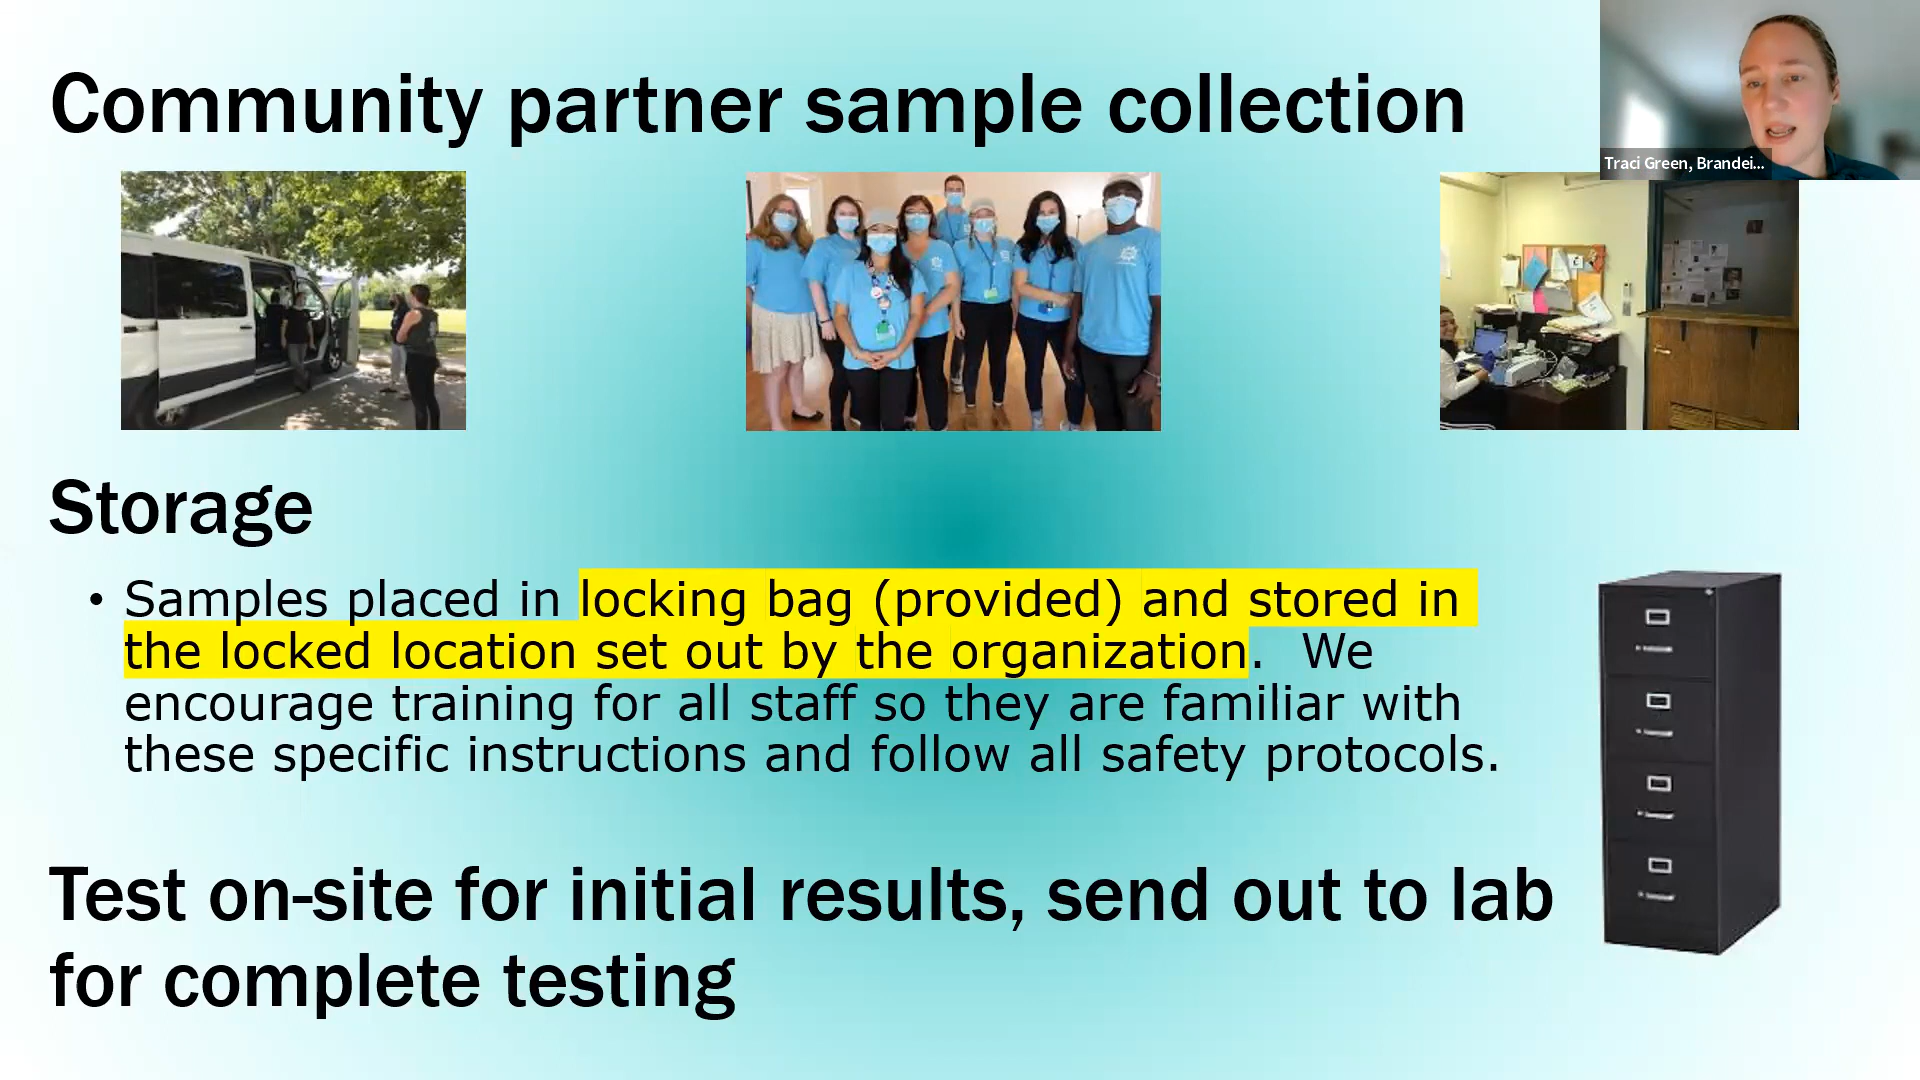 Community partner sample collection
Traci Green, Brandei...
Storage
• Samples placed in locking bag (provided) and stored in
the locked location set out by the organization.  We
encourage training for all staff so they are familiar with
these specific instructions and follow all safety protocols.
Test on-site for initial results, send out to lab
for complete testing